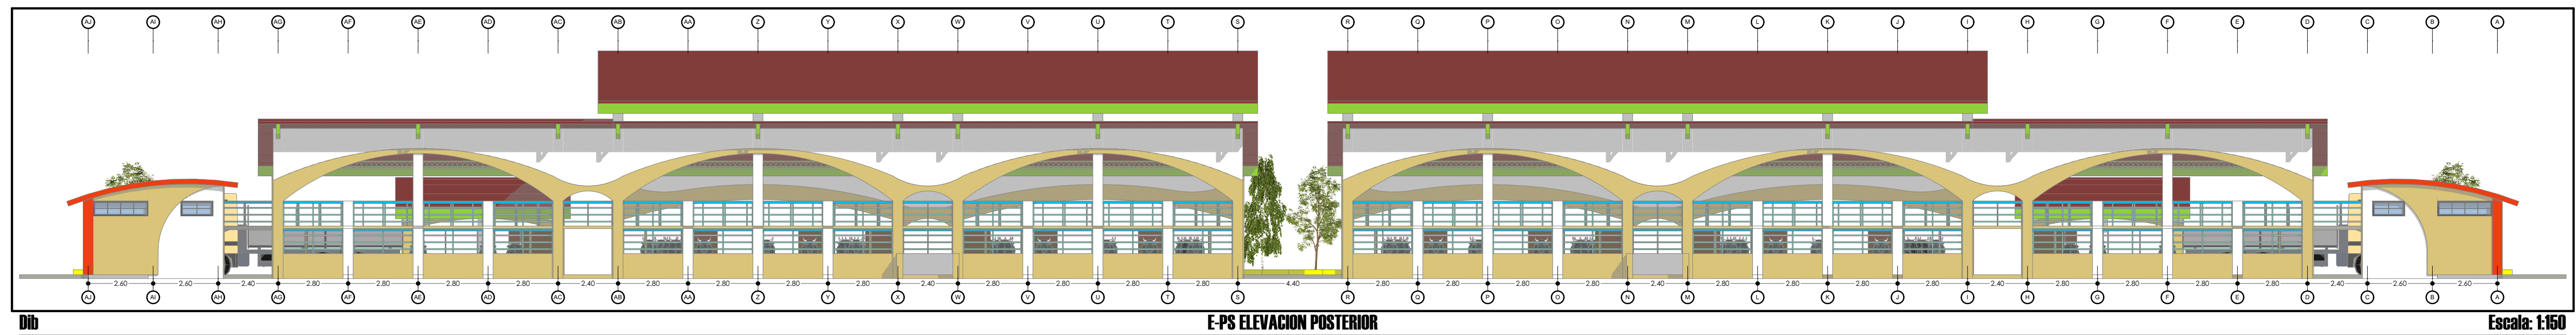 AJ AI AH AG AF AE AD AC AB AA Z Y X W V U T S R Q P O N M L K J I H G F E D C B A
2.60 2.60 2.40 2.80 2.80 2.80 2.80 2.40 2.80 2.80 2.80 2.80 2.40 2.80 2.80 2.80 2.80 4.40 2.80 2.80 2.80 2.80 2.40 2.80 2.80 2.80 2.80 2.40 2.80 2.80 2.80 2.80 2.40 2.60 2.60
AJ AI AH AG AF AE AD AC AB AA Z Y X W V U T S R Q P O N M L K J I H G F E D C B A
Dib E-PS ELEVACION POSTERIOR Escala: 1:150